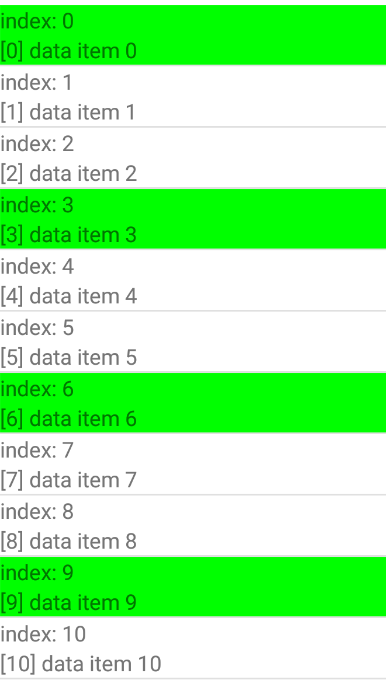 index: 0
[0] data item 0
index: 1
[1] data item 1
index: 2
[2] data item 2
index: 3
[3] data item 3
index: 4
[4] data item 4
index: 5
[5] data item 5
index: 6
[6] data item 6
index: 7
[7] data item 7
index: 8
[8] data item 8
index: 9
[9] data item 9
index: 10
[10] data item 10